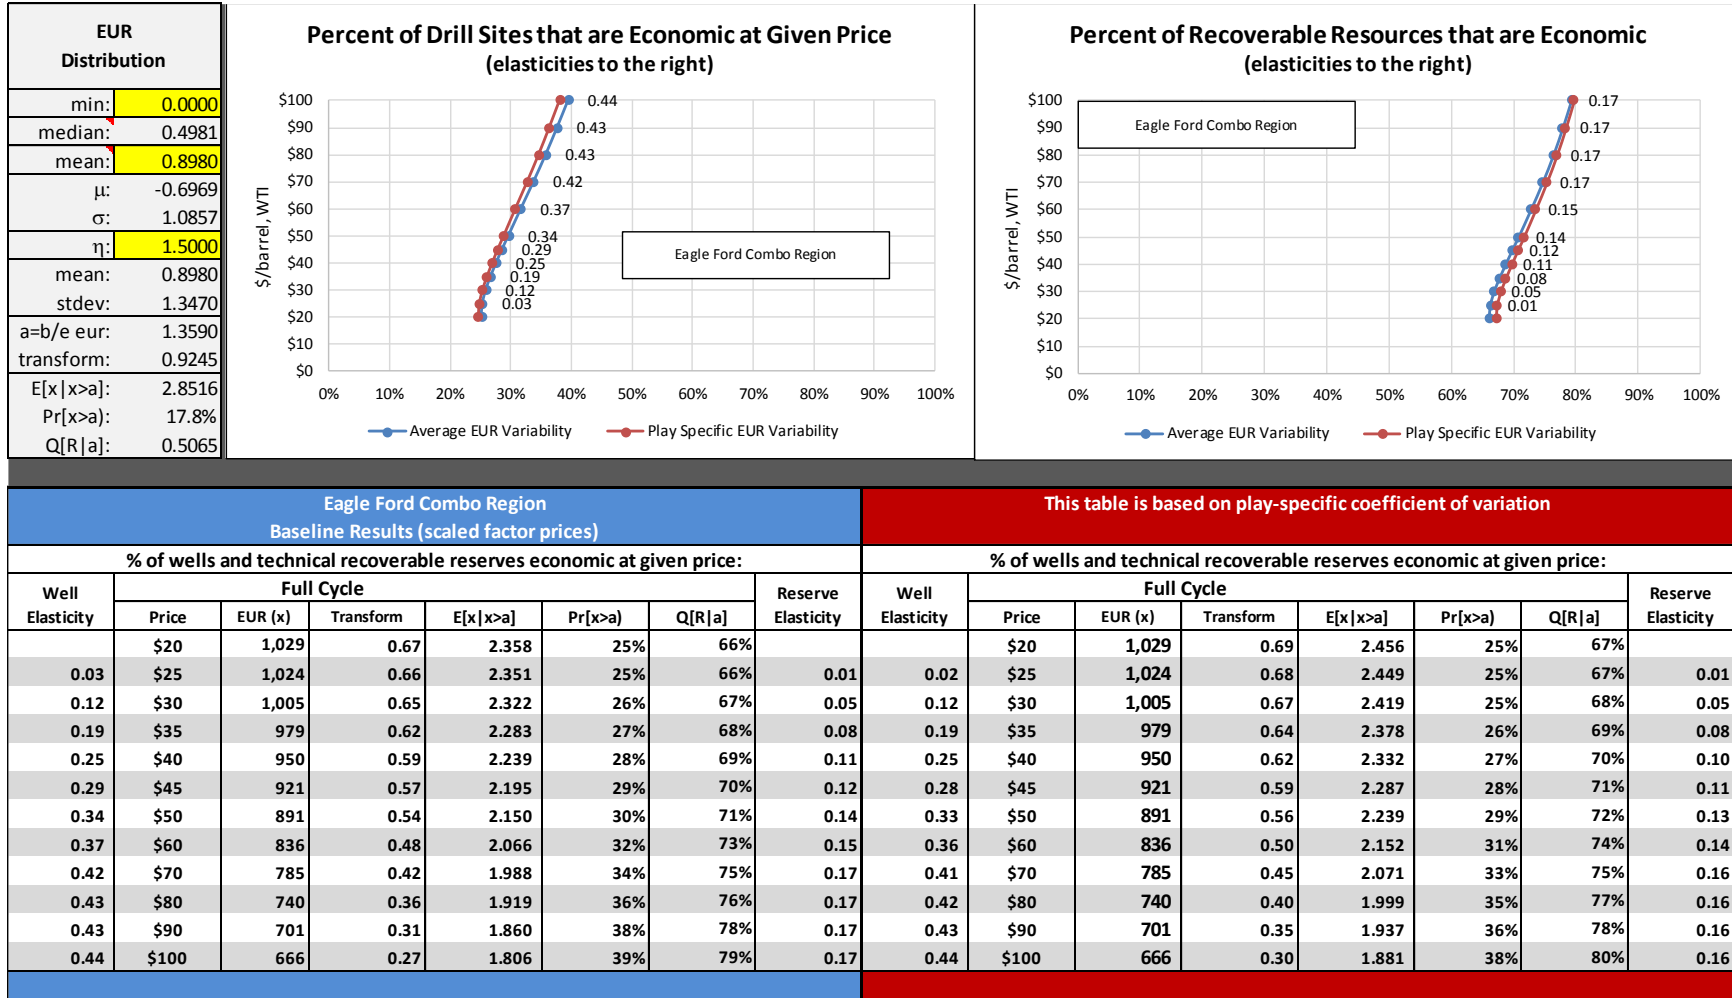 EUR
Distribution
min: 0.0000
median: 0.4981
mean: 0.8980
μ: -0.6969
σ: 1.0857
η: 1.5000
mean: 0.8980
stdev: 1.3470
a=b/e eur: 1.3590
transform: 0.9245
E[x|x>a]: 2.8516
Pr[x>a): 17.8%
Q[R|a]: 0.5065
Percent of Drill Sites that are Economic at Given Price
(elasticities to the right)
$/barrel, WTI
$100
$90
$80
$70
$60
$50
$40
$30
$20
$10
$0
0.44
0.43
0.43
0.42
0.37
0.34
0.29
0.25
0.19
0.12
0.03
Eagle Ford Combo Region
0% 10% 20% 30% 40% 50% 60% 70% 80% 90% 100%
Average EUR Variability Play Specific EUR Variability
Percent of Recoverable Resources that are Economic
(elasticities to the right)
$/barrel, WTI
$100
$90
$80
$70
$60
$50
$40
$30
$20
$10
$0
Eagle Ford Combo Region
0.17
0.17
0.17
0.17
0.15
0.14
0.12
0.11
0.08
0.05
0.01
0% 10% 20% 30% 40% 50% 60% 70% 80% 90% 100%
Average EUR Variability Play Specific EUR Variability
Eagle Ford Combo Region
Baseline Results (scaled factor prices)
% of wells and technical recoverable reserves economic at given price:
Well Full Cycle Reserve
Elasticity Price EUR (x) Transform E[x|x>a] Pr[x>a) Q[R|a] Elasticity
$20 1,029 0.67 2.358 25% 66%
0.03 $25 1,024 0.66 2.351 25% 66% 0.01
0.12 $30 1,005 0.65 2.322 26% 67% 0.05
0.19 $35 979 0.62 2.283 27% 68% 0.08
0.25 $40 950 0.59 2.239 28% 69% 0.11
0.29 $45 921 0.57 2.195 29% 70% 0.12
0.34 $50 891 0.54 2.150 30% 71% 0.14
0.37 $60 836 0.48 2.066 32% 73% 0.15
0.42 $70 785 0.42 1.988 34% 75% 0.17
0.43 $80 740 0.36 1.919 36% 76% 0.17
0.43 $90 701 0.31 1.860 38% 78% 0.17
0.44 $100 666 0.27 1.806 39% 79% 0.17
This table is based on play-specific coefficient of variation
% of wells and technical recoverable reserves economic at given price:
Well Full Cycle Reserve
Elasticity Price EUR (x) Transform E[x|x>a] Pr[x>a) Q[R|a] Elasticity
$20 1,029 0.69 2.456 25% 67%
0.02 $25 1,024 0.68 2.449 25% 67% 0.01
0.12 $30 1,005 0.67 2.419 25% 68% 0.05
0.19 $35 979 0.64 2.378 26% 69% 0.08
0.25 $40 950 0.62 2.332 27% 70% 0.10
0.28 $45 921 0.59 2.287 28% 71% 0.11
0.33 $50 891 0.56 2.239 29% 72% 0.13
0.36 $60 836 0.50 2.152 31% 74% 0.14
0.41 $70 785 0.45 2.071 33% 75% 0.16
0.42 $80 740 0.40 1.999 35% 77% 0.16
0.43 $90 701 0.35 1.937 36% 78% 0.16
0.44 $100 666 0.30 1.881 38% 80% 0.16